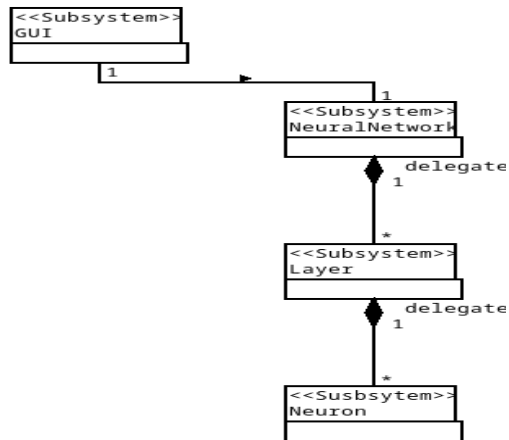 <<Subsystem>>
GUI
1
1
<<Subsystem>>
NeuralNetwork
delegate
1
*
<<Subsystem>>
Layer
delegate
1
*
<<Susbsytem>>
Neuron